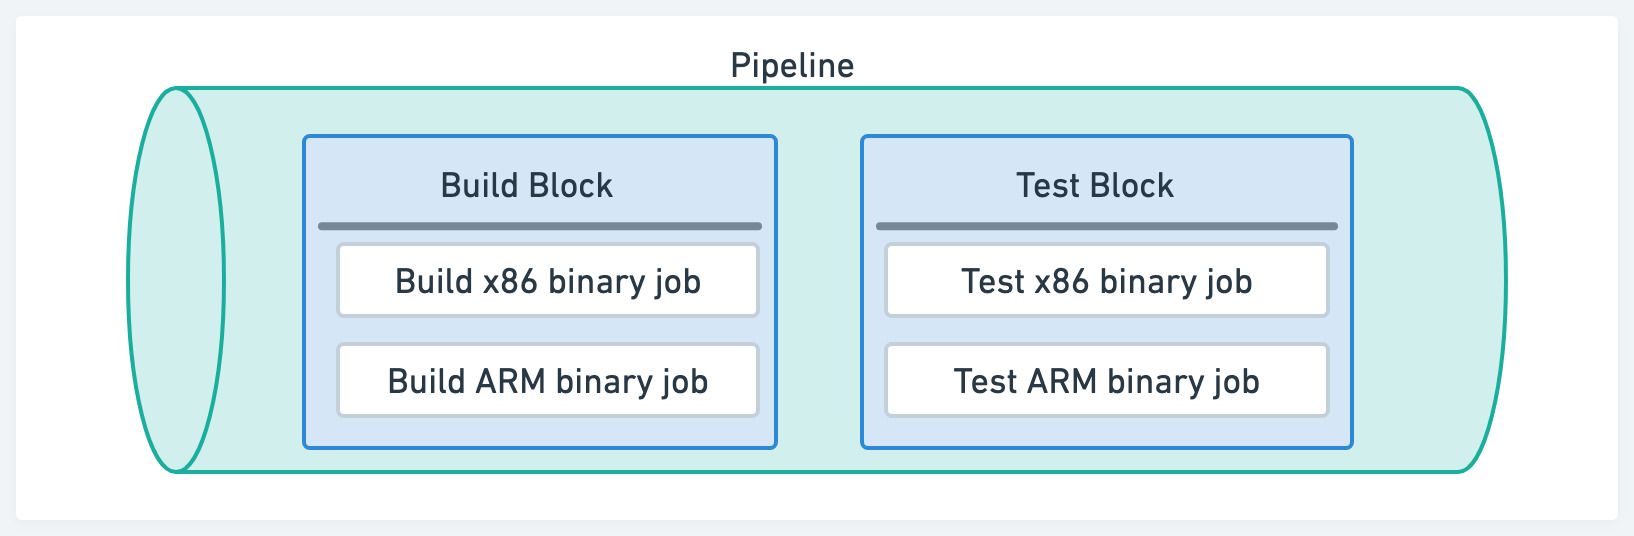 Pipeline
Build Block
Build x86 binary job
Build ARM binary job
Test Block
Test x86 binary job
Test ARM binary job